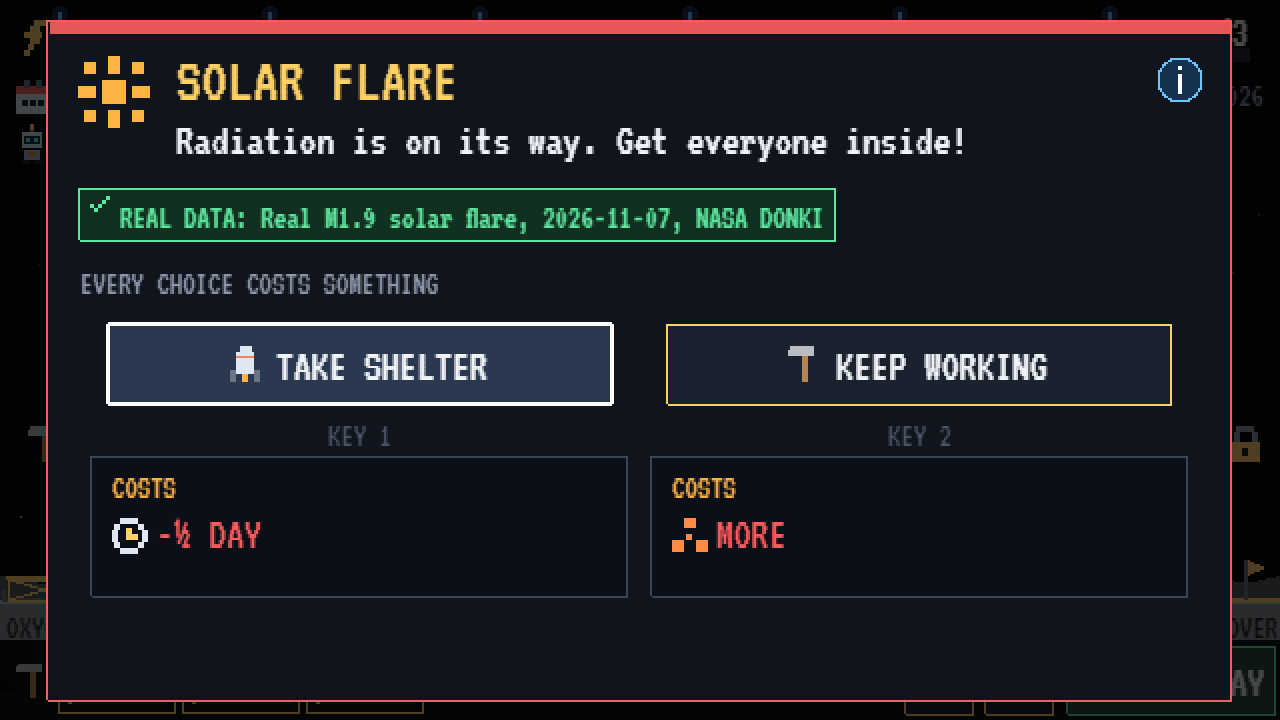 SOLAR FLARE
Radiation is on its way. Get everyone inside!
REAL DATA: Real M1.9 solar flare, 2026-11-07, NASA DONKI
EVERY CHOICE COSTS SOMETHING
TAKE SHELTER
KEEP WORKING
KEY 1
KEY 2
COSTS
-½ DAY
COSTS
MORE